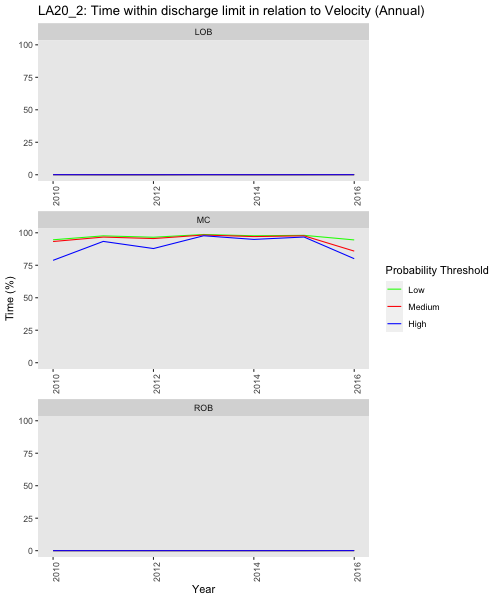 LA20_2: Time within discharge limit in relation to Velocity (Annual)
LOB
100
75
50
25
0
2010 2012 2014 2016
MC
100
75
50
25
0
2010 2012 2014 2016
Time (%)
ROB
100
75
50
25
0
2010 2012 2014 2016
Year
Probability Threshold
Low
Medium
High